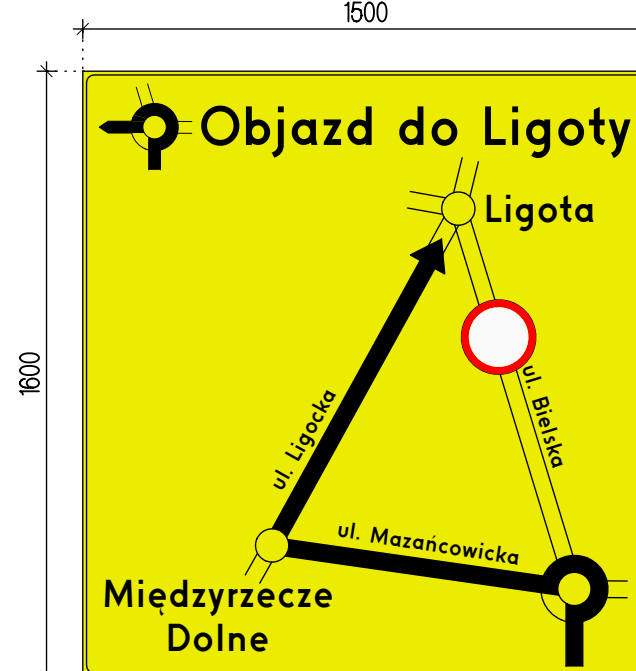 1500
Objazd do Ligoty
Ligota
1600
ul. Bielska
ul. Ligocka
ul. Mazańcowicka
Międzyrzecze
Dolne